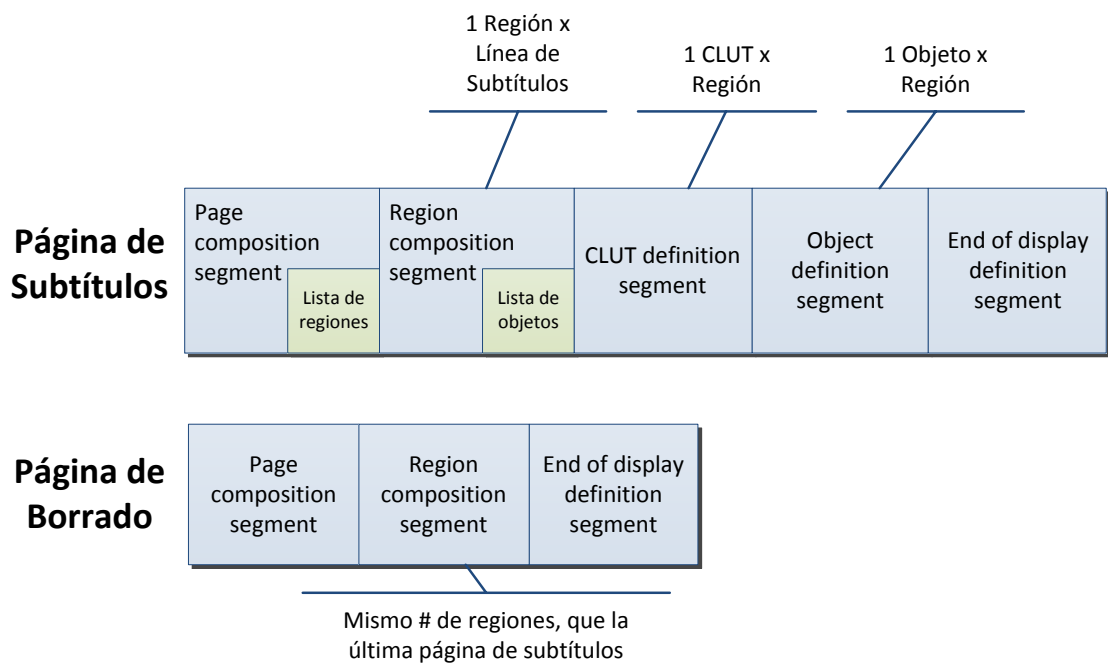 1 Región x
Línea de
Subtítulos
1 CLUT x
Región
1 Objeto x
Región
Página de
Subtítulos
Page
composition
segment
Lista de
regiones
Region
composition
segment
Lista de
objetos
CLUT definition
segment
Object
definition
segment
End of display
definition
segment
Página de
Borrado
Page
composition
segment
Region
composition
segment
End of display
definition
segment
Mismo # de regiones, que la
última página de subtítulos